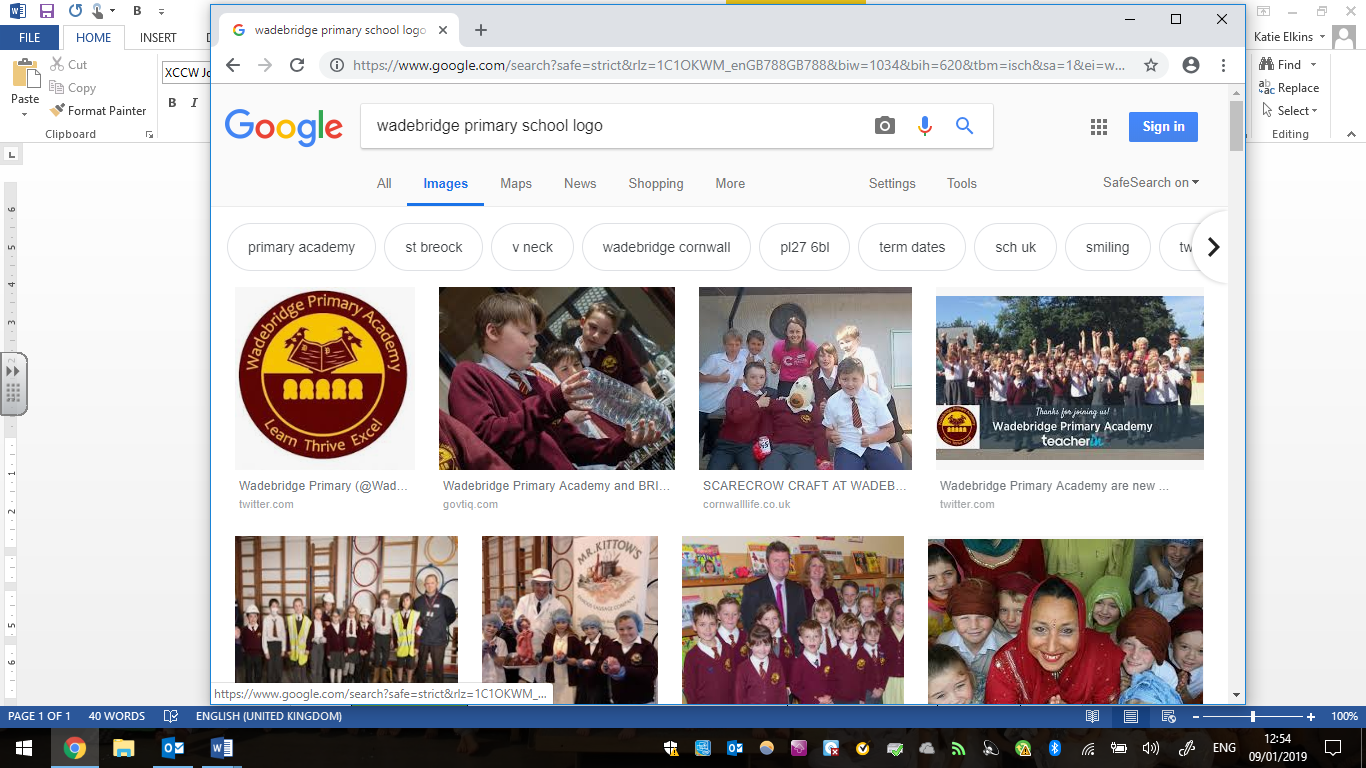 FILE
HOME
INSERT
D
Cut
Copy
Format Painter
Paste
Clipboard
XCCW Jo
B I
B
wadebridge primary school logo
https://www.google.com/search?safe=strict&rlz=1C1OKWM_enGB788GB788&biw=1034&bih=620&tbm=isch&sa=1&ei=w...
Katie Elkins
Find
Replace
Select
Editing
Google
wadebridge primary school logo
Sign in
All
Images
Maps
News
Shopping
More
Settings
Tools
SafeSearch on
primary academy
st breock
v neck
wadebridge cornwall
pl27 6bl
term dates
sch uk
smiling
tw
Wadebridge Primary Academy
P P
Learn Thrive Excel
Thanks for joining us!
Wadebridge Primary Academy
teacherin
Wadebridge Primary (@Wad...
twitter.com
Wadebridge Primary Academy and BRI...
govtiq.com
SCARECROW CRAFT AT WADEB...
cornwalllife.co.uk
Wadebridge Primary Academy are new ...
twitter.com
MR. KITTOW'S
https://www.google.com/search?safe=strict&rlz=1C1OKWM_...
PAGE 1 OF 1
40 WORDS
ENGLISH (UNITED KINGDOM)
100%
ENG
12:54
09/01/2019